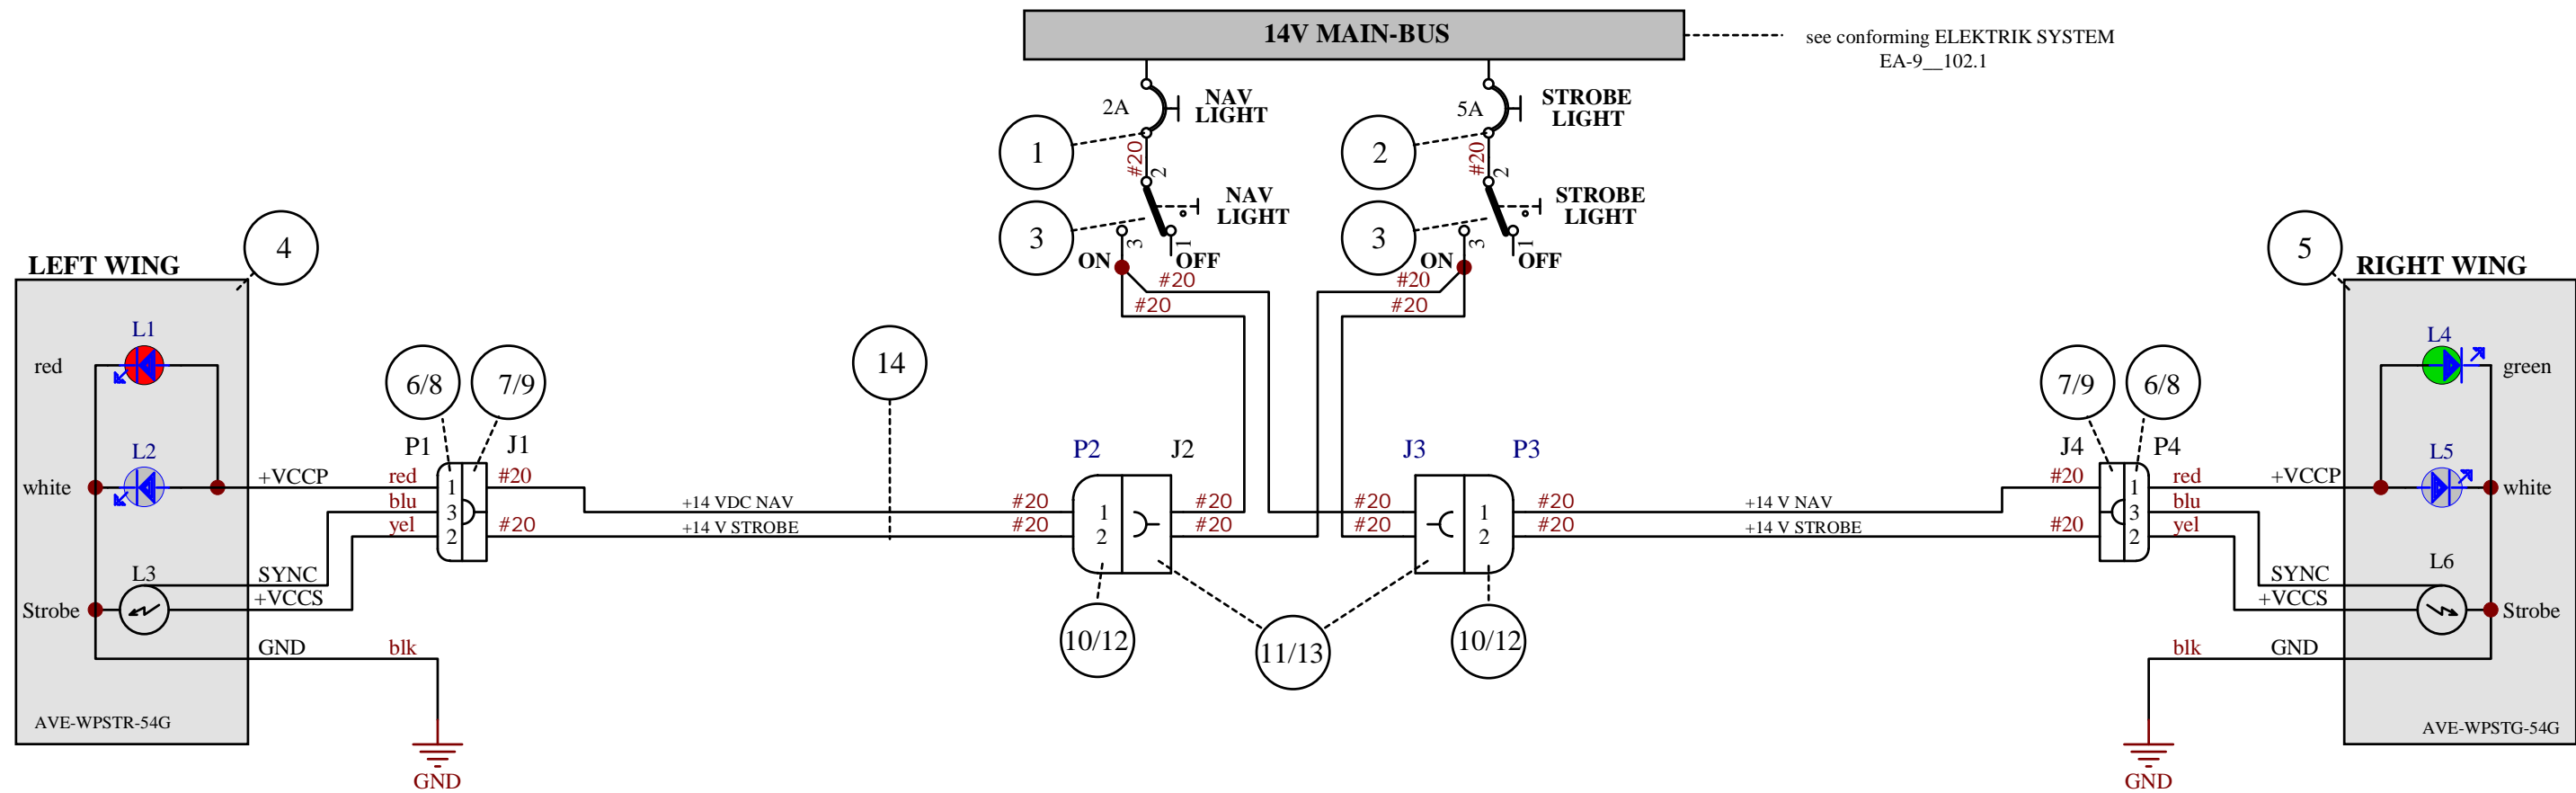 14V MAIN-BUS
see conforming ELEKTRIK SYSTEM
EA-9__102.1
2A
NAV
LIGHT
5A
STROBE
LIGHT
1
#20
2
2
#20
2
3
NAV
LIGHT
3
STROBE
LIGHT
3
1
ON
OFF
3
1
ON
OFF
#20
#20
#20
#20
4
LEFT WING
L1
red
L2
white
L3
Strobe
+VCCP
SYNC
+VCCS
GND
AVE-WPSTR-54G
red
blu
yel
blk
GND
6/8
7/9
P1
J1
1
3
2
#20
#20
14
+14 VDC NAV
+14 V STROBE
#20
#20
P2
J2
1
2
#20
#20
10/12
11/13
J3
P3
#20
#20
1
2
#20
#20
10/12
+14 V NAV
+14 V STROBE
7/9
6/8
J4
P4
#20
#20
1
3
2
red
blu
yel
blk
GND
+VCCP
SYNC
+VCCS
GND
5
RIGHT WING
L4
green
L5
white
L6
Strobe
AVE-WPSTG-54G